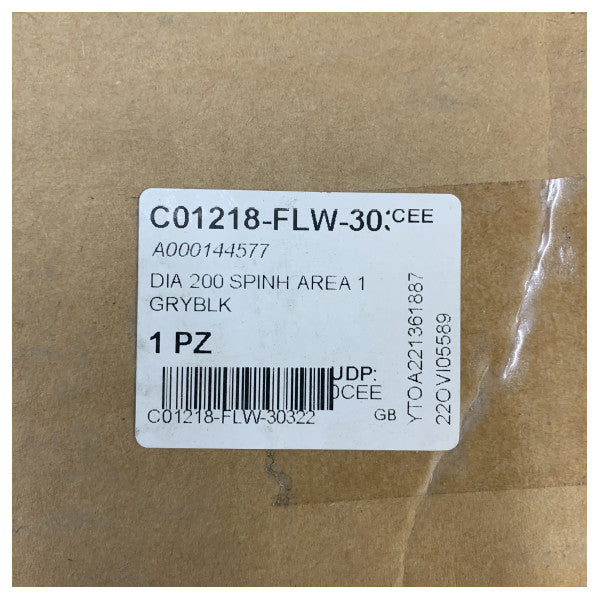 C01218-FLW-303CEE
A000144577
DIA 200 SPINH AREA 1
GRYBLK
1 PZ
UDP:
0CEE
C01218-FLW-30322
GB
YTOA221361887
22OVI05589